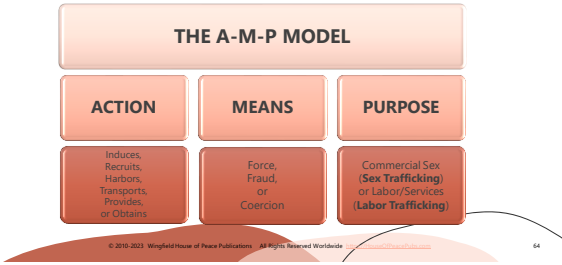 THE A-M-P MODEL
ACTION
MEANS
PURPOSE
Induces,
Recruits,
Harbors,
Transports,
Provides,
or Obtains
Force,
Fraud,
or
Coercion
Commercial Sex
(Sex Trafficking)
or Labor/Services
(Labor Trafficking)
© 2010-2023 Wingfield House of Peace Publications All Rights Reserved Worldwide
64